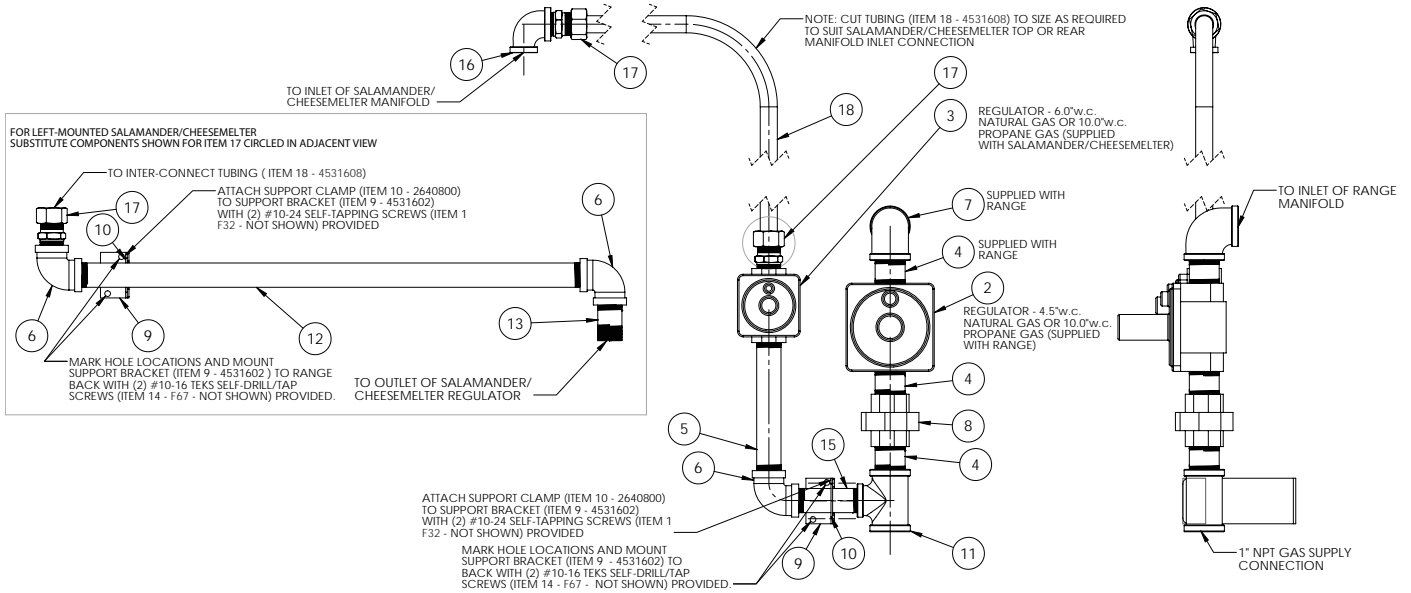 NOTE: CUT TUBING (ITEM 18 - 4531608) TO SIZE AS REQUIRED
TO SUIT SALAMANDER/CHEESEMELTER TOP OR REAR
MANIFOLD INLET CONNECTION
16
17
TO INLET OF SALAMANDER/
CHEESEMELTER MANIFOLD
17
18
3
REGULATOR - 6.0"w.c.
NATURAL GAS OR 10.0"w.c.
PROPANE GAS (SUPPLIED
WITH SALAMANDER/CHEESEMELTER)
FOR LEFT-MOUNTED SALAMANDER/CHEESEMELTER
SUBSTITUTE COMPONENTS SHOWN FOR ITEM 17 CIRCLED IN ADJACENT VIEW
TO INTER-CONNECT TUBING ( ITEM 18 - 4531608)
17
10
ATTACH SUPPORT CLAMP (ITEM 10 - 2640800)
TO SUPPORT BRACKET (ITEM 9 - 4531602)
WITH (2) #10-24 SELF-TAPPING SCREWS (ITEM 1
F32 - NOT SHOWN) PROVIDED
6
6
9
12
13
MARK HOLE LOCATIONS AND MOUNT
SUPPORT BRACKET (ITEM 9 - 4531602 ) TO RANGE
BACK WITH (2) #10-16 TEKS SELF-DRILL/TAP
SCREWS (ITEM 14 - F67 - NOT SHOWN) PROVIDED.
TO OUTLET OF SALAMANDER/
CHEESEMELTER REGULATOR
7
SUPPLIED WITH
RANGE
4
SUPPLIED WITH
RANGE
2
REGULATOR - 4.5"w.c.
NATURAL GAS OR 10.0"w.c.
PROPANE GAS (SUPPLIED
WITH RANGE)
TO INLET OF RANGE
MANIFOLD
4
8
5
15
4
6
ATTACH SUPPORT CLAMP (ITEM 10 - 2640800)
TO SUPPORT BRACKET (ITEM 9 - 4531602)
WITH (2) #10-24 SELF-TAPPING SCREWS (ITEM 1
F32 - NOT SHOWN) PROVIDED
MARK HOLE LOCATIONS AND MOUNT
SUPPORT BRACKET (ITEM 9 - 4531602) TO
BACK WITH (2) #10-16 TEKS SELF-DRILL/TAP
SCREWS (ITEM 14 - F67 - NOT SHOWN) PROVIDED.
9
10
11
1" NPT GAS SUPPLY
CONNECTION